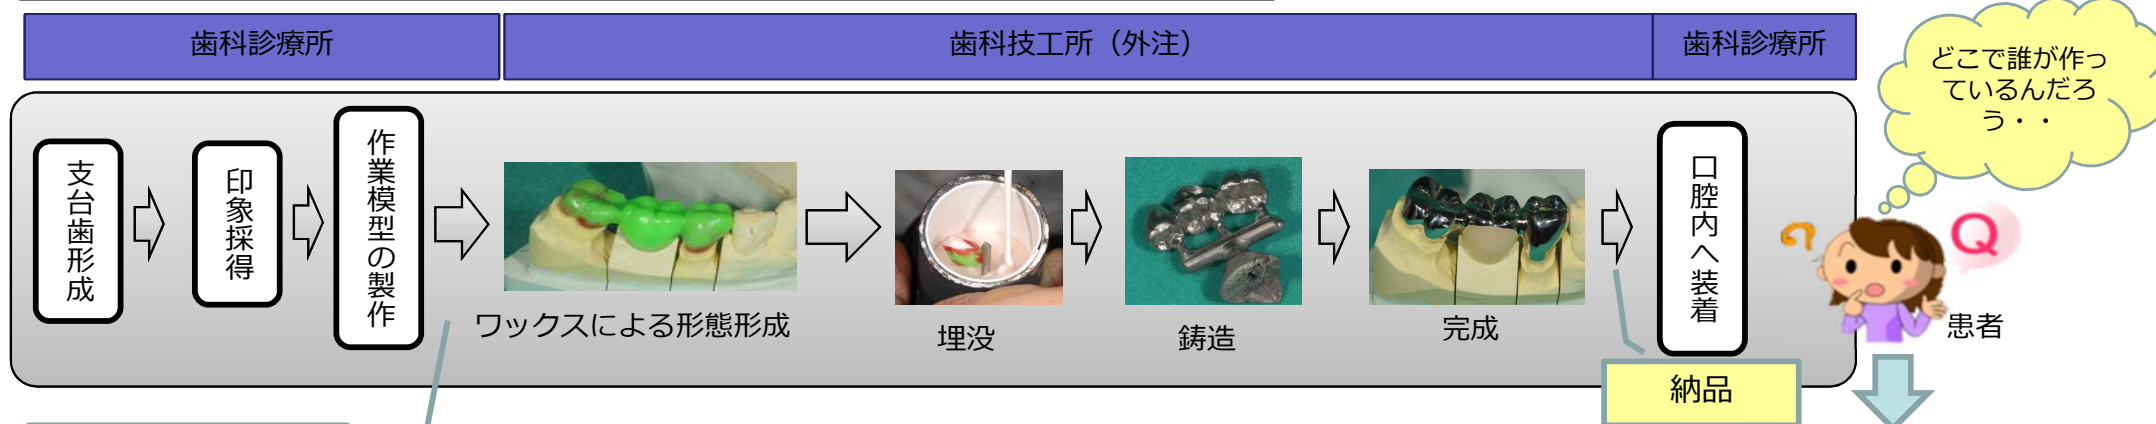 歯科診療所
歯科技工所（外注）
歯科診療所
どこで誰が作っ
ているんだろ
う・・
支台歯形成
印象採得
作業模型の製作
ワックスによる形態形成
埋没
鋳造
完成
口腔内へ装着
Q
患者
納品